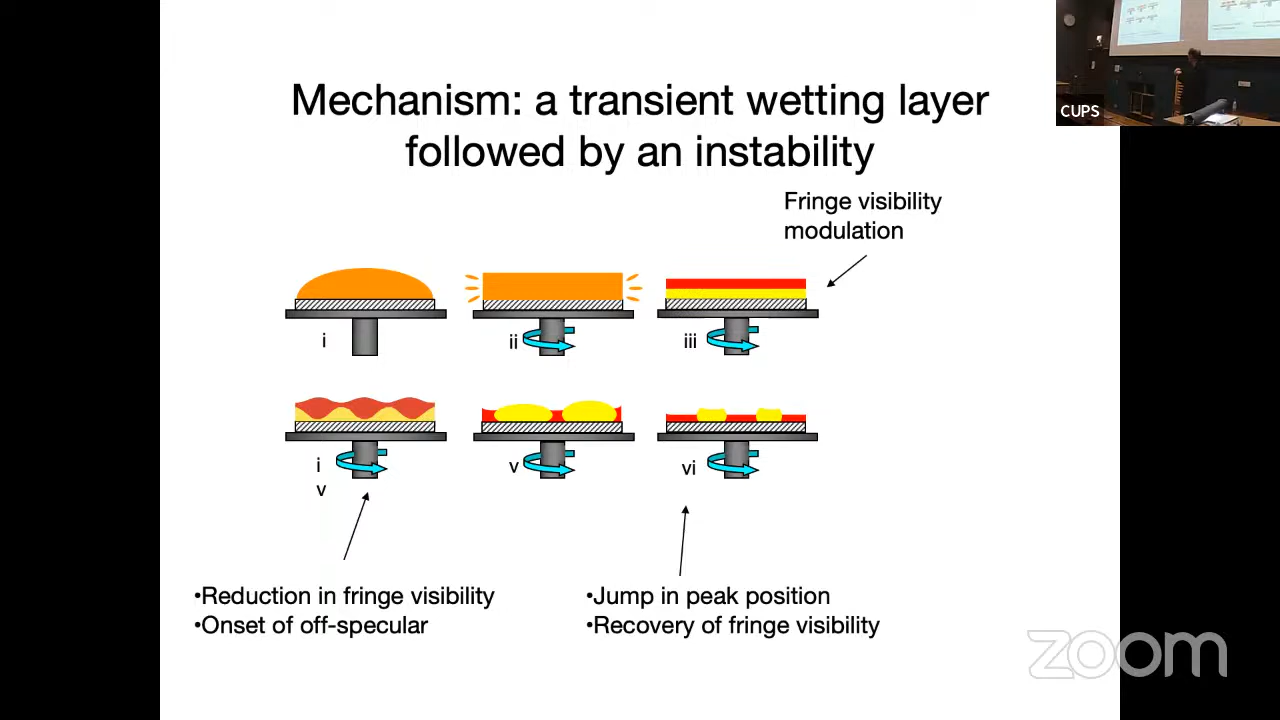 Mechanism: a transient wetting layer
followed by an instability
CUPS
Fringe visibility
modulation
i
ii
iii
i
v
v
vi
•Reduction in fringe visibility
•Onset of off-specular
•Jump in peak position
•Recovery of fringe visibility
zoom